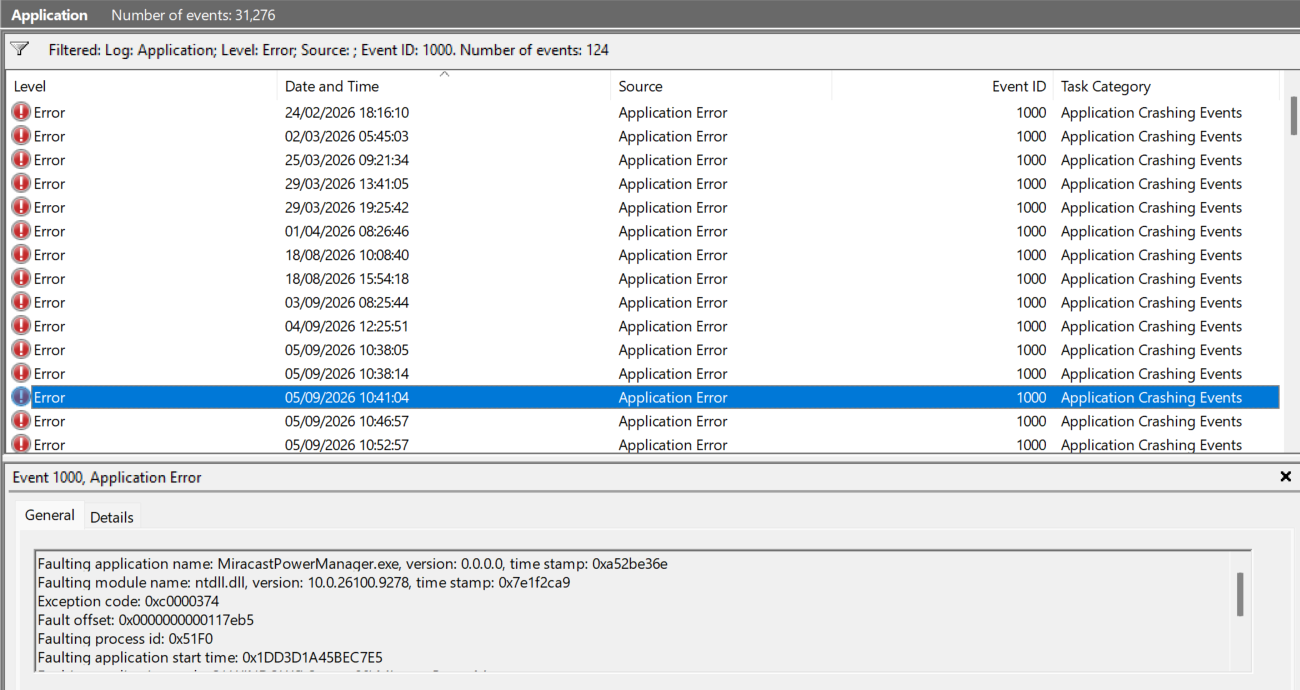 Application Number of events: 31,276
Filtered: Log: Application; Level: Error; Source: ; Event ID: 1000. Number of events: 124
Level Date and Time Source Event ID Task Category
Error 24/02/2026 18:16:10 Application Error 1000 Application Crashing Events
Error 02/03/2026 05:45:03 Application Error 1000 Application Crashing Events
Error 25/03/2026 09:21:34 Application Error 1000 Application Crashing Events
Error 29/03/2026 13:41:05 Application Error 1000 Application Crashing Events
Error 29/03/2026 19:25:42 Application Error 1000 Application Crashing Events
Error 01/04/2026 08:26:46 Application Error 1000 Application Crashing Events
Error 18/08/2026 10:08:40 Application Error 1000 Application Crashing Events
Error 18/08/2026 15:54:18 Application Error 1000 Application Crashing Events
Error 03/09/2026 08:25:44 Application Error 1000 Application Crashing Events
Error 04/09/2026 12:25:51 Application Error 1000 Application Crashing Events
Error 05/09/2026 10:38:05 Application Error 1000 Application Crashing Events
Error 05/09/2026 10:38:14 Application Error 1000 Application Crashing Events
Error 05/09/2026 10:41:04 Application Error 1000 Application Crashing Events
Error 05/09/2026 10:46:57 Application Error 1000 Application Crashing Events
Error 05/09/2026 10:52:57 Application Error 1000 Application Crashing Events
Event 1000, Application Error
General Details
Faulting application name: MiracastPowerManager.exe, version: 0.0.0.0, time stamp: 0xa52be36e
Faulting module name: ntdll.dll, version: 10.0.26100.9278, time stamp: 0x7e1f2ca9
Exception code: 0xc0000374
Fault offset: 0x0000000000117eb5
Faulting process id: 0x51F0
Faulting application start time: 0x1DD3D1A45BEC7E5